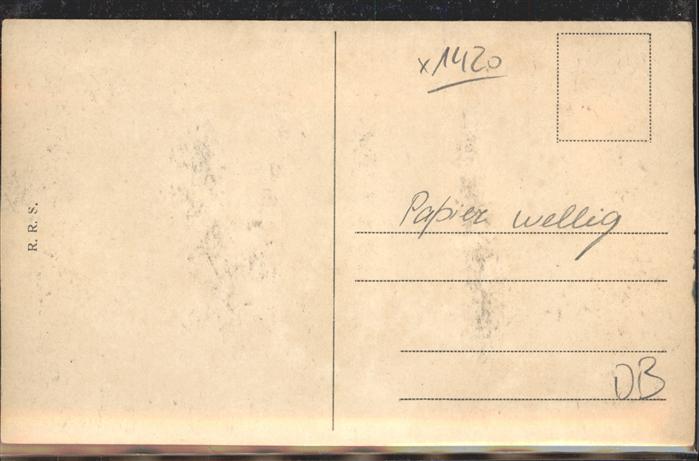 R. R. S.
x1420
Papier wellig
DB